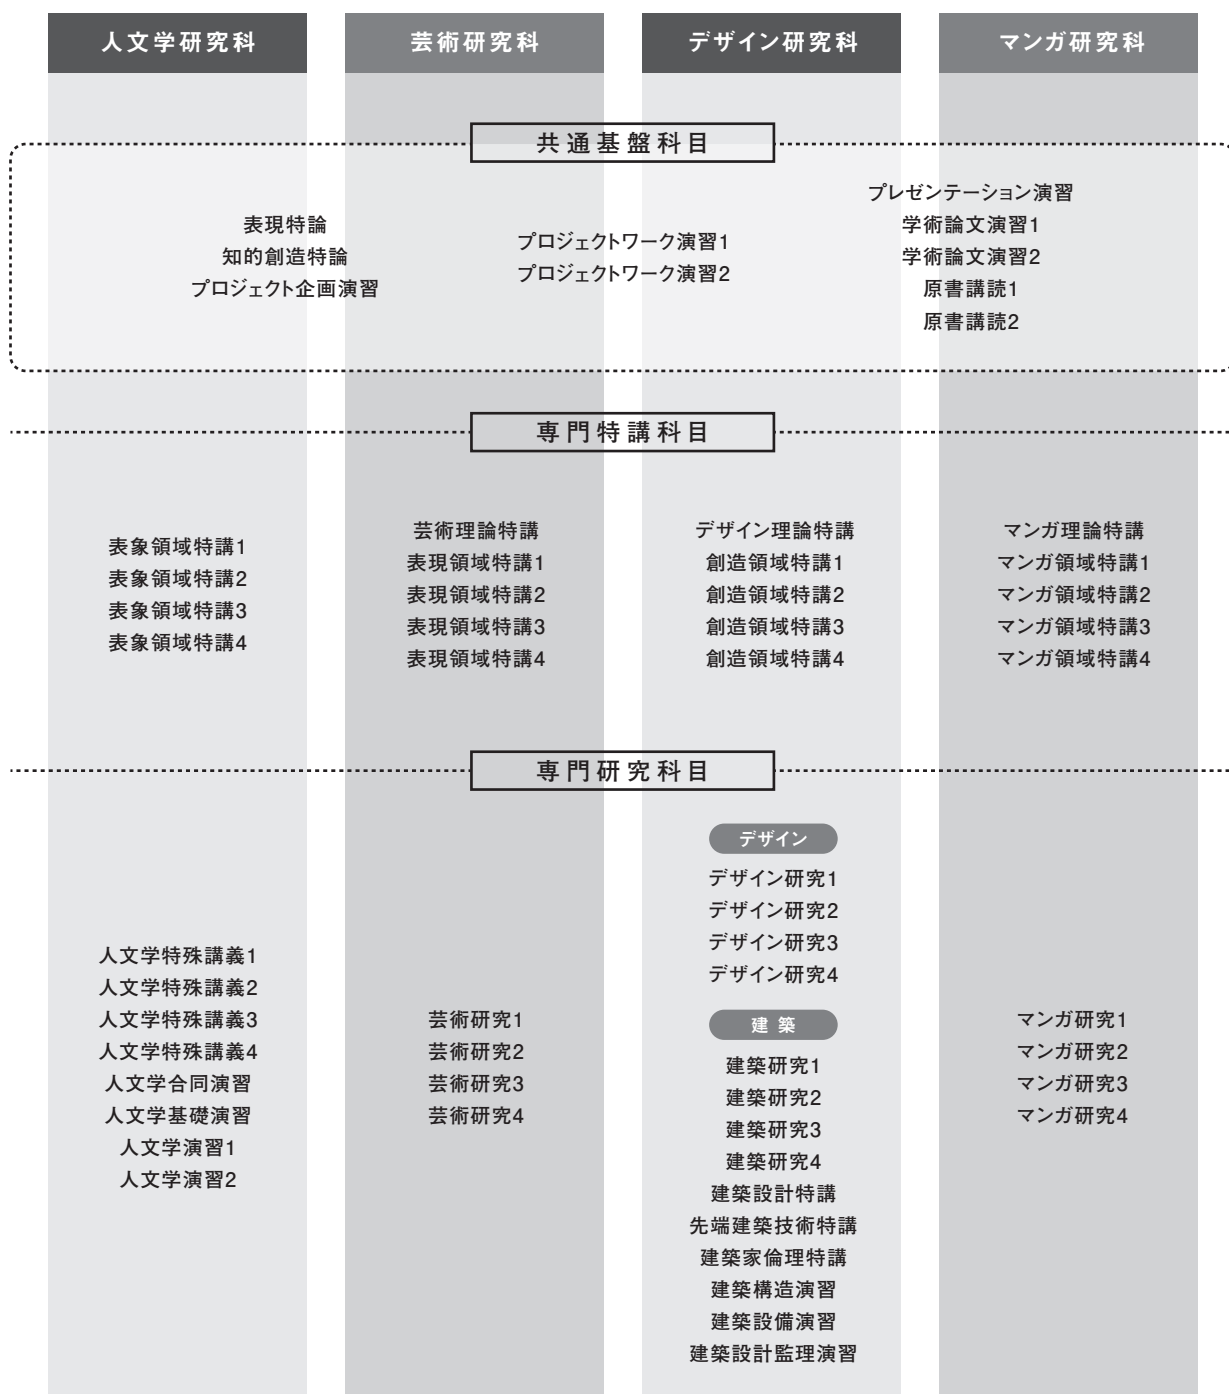 人文学研究科
芸術研究科
デザイン研究科
マンガ研究科
共通基盤科目
表現特論
知的創造特論
プロジェクト企画演習
プロジェクトワーク演習1
プロジェクトワーク演習2
プレゼンテーション演習
学術論文演習1
学術論文演習2
原書講読1
原書講読2
専門特講科目
表象領域特講1
表象領域特講2
表象領域特講3
表象領域特講4
芸術理論特講
表現領域特講1
表現領域特講2
表現領域特講3
表現領域特講4
デザイン理論特講
創造領域特講1
創造領域特講2
創造領域特講3
創造領域特講4
マンガ理論特講
マンガ領域特講1
マンガ領域特講2
マンガ領域特講3
マンガ領域特講4
専門研究科目
人文学特殊講義1
人文学特殊講義2
人文学特殊講義3
人文学特殊講義4
人文学合同演習
人文学基礎演習
人文学演習1
人文学演習2
芸術研究1
芸術研究2
芸術研究3
芸術研究4
デザイン
デザイン研究1
デザイン研究2
デザイン研究3
デザイン研究4
建築
建築研究1
建築研究2
建築研究3
建築研究4
建築設計特講
先端建築技術特講
建築家倫理特講
建築構造演習
建築設備演習
建築設計監理演習
マンガ研究1
マンガ研究2
マンガ研究3
マンガ研究4